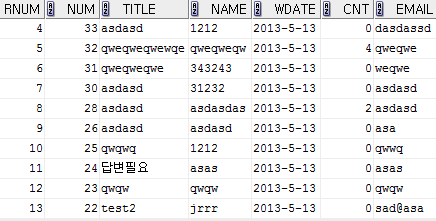 RNUM NUM TITLE NAME WDATE CNT EMAIL
4 33 asdasd 1212 2013-5-13 0 dasdassd
5 32 qweqweqwewqe qweqweqw 2013-5-13 4 qweqwe
6 31 qweqweqwe 343243 2013-5-13 0 weqwe
7 30 asdasd 31232 2013-5-13 0 asdasd
8 28 asdasd asdasdas 2013-5-13 2 asdasd
9 26 asdasd asdasd 2013-5-13 0 asa
10 25 qwqwq 1212 2013-5-13 0 qwwq
11 24 답변필요 asas 2013-5-13 0 asas
12 23 qwqw qwqw 2013-5-13 0 qwqw
13 22 test2 jrrr 2013-5-13 0 sad@asa